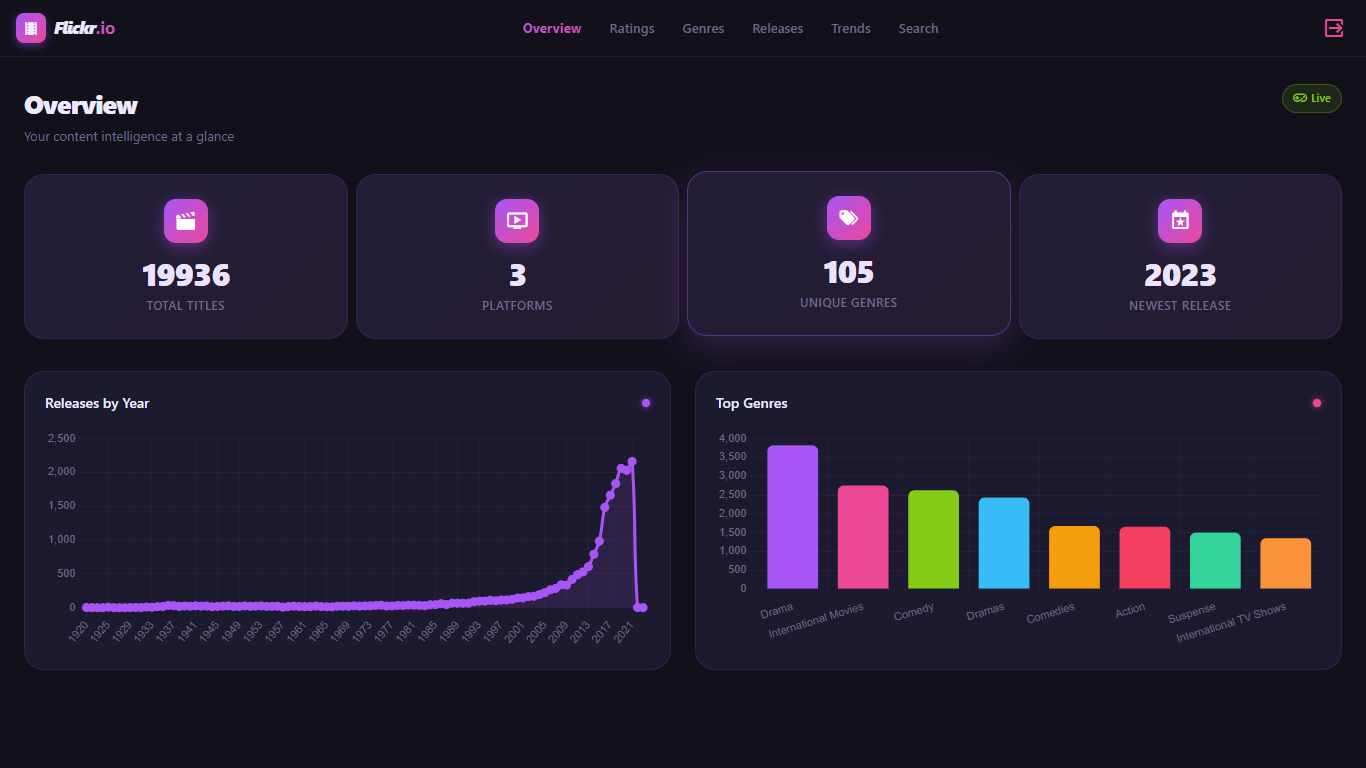 Flickr.io
Overview Ratings Genres Releases Trends Search
Overview
Live
Your content intelligence at a glance
19936
TOTAL TITLES
3
PLATFORMS
105
UNIQUE GENRES
2023
NEWEST RELEASE
Releases by Year
2,500
2,000
1,500
1,000
500
0
1920 1925 1929 1933 1937 1941 1945 1949 1953 1957 1961 1965 1969 1973 1977 1981 1985 1989 1993 1997 2001 2005 2009 2013 2017 2021
Top Genres
4,000
3,500
3,000
2,500
2,000
1,500
1,000
500
0
Drama International Movies Comedy Dramas Comedies Action Suspense International TV Shows